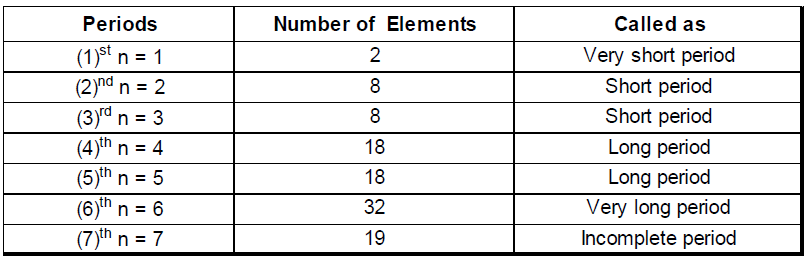 Periods Number of Elements Called as
(1)st n = 1 2 Very short period
(2)nd n = 2 8 Short period
(3)rd n = 3 8 Short period
(4)th n = 4 18 Long period
(5)th n = 5 18 Long period
(6)th n = 6 32 Very long period
(7)th n = 7 19 Incomplete period